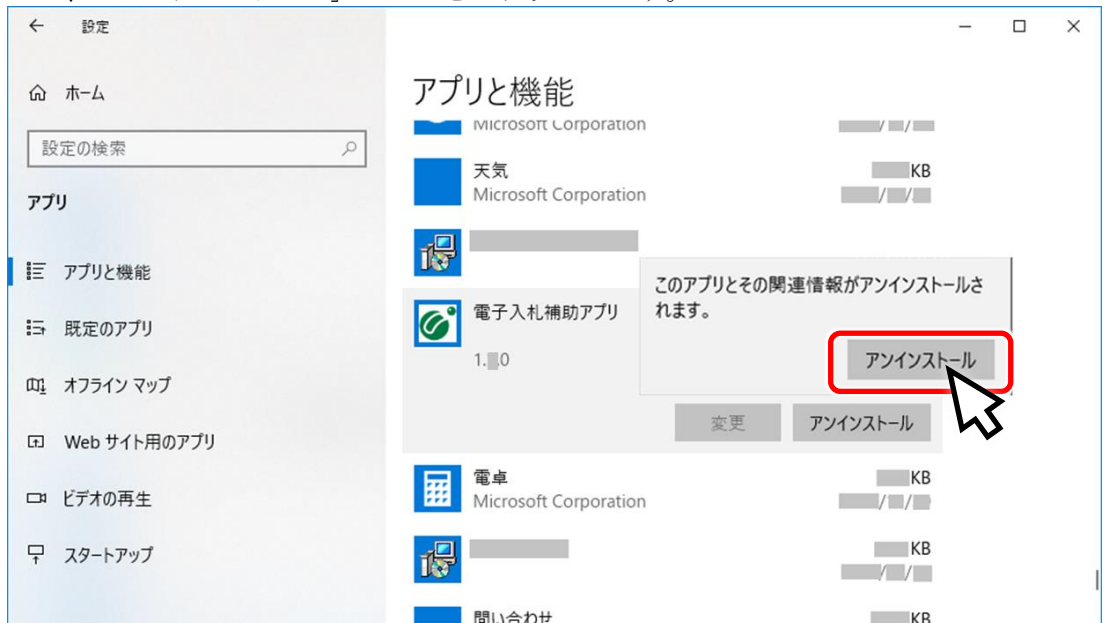 設定
ホーム
設定の検索
アプリ
アプリと機能
既定のアプリ
オフライン マップ
Web サイト用のアプリ
ビデオの再生
スタートアップ
アプリと機能
Microsoft Corporation
/ /
天気
KB
Microsoft Corporation
/ /
このアプリとその関連情報がアンインストールさ
れます。
アンインストール
電子入札補助アプリ
1. .0
変更
アンインストール
電卓
KB
Microsoft Corporation
/ /
KB
/ /
問い合わせ
KB